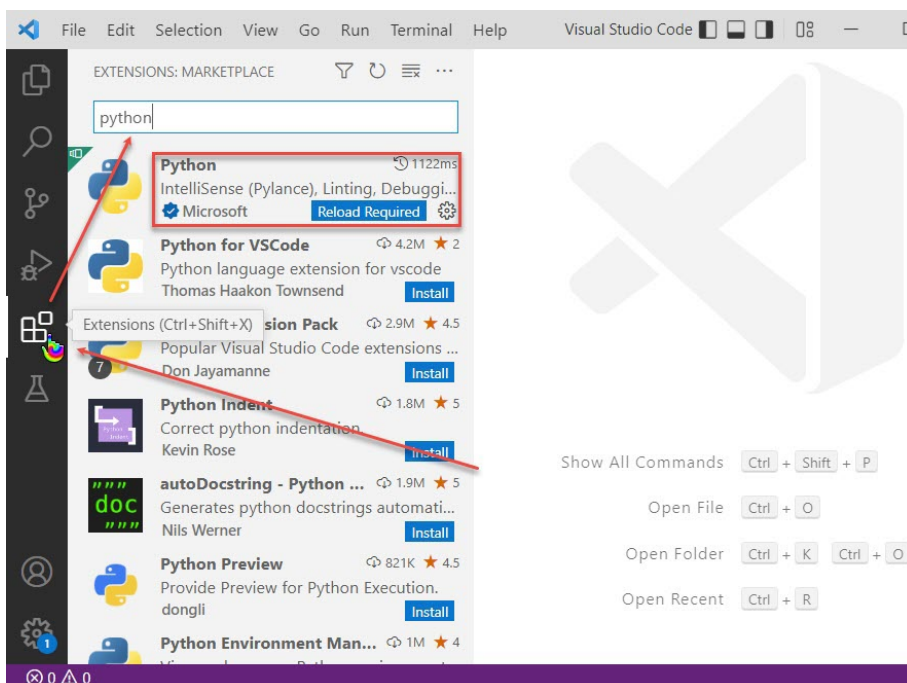 File Edit Selection View Go Run Terminal Help Visual Studio Code
EXTENSIONS: MARKETPLACE
python
Python 1122ms
IntelliSense (Pylance), Linting, Debuggi...
Microsoft Reload Required
Python for VSCode 4.2M ★ 2
Python language extension for vscode
Thomas Haakon Townsend Install
Extensions (Ctrl+Shift+X) sion Pack 2.9M ★ 4.5
Popular Visual Studio Code extensions ...
7 Don Jayamanne Install
Python Indent 1.8M ★ 5
Correct python indentation
Kevin Rose Install
autoDocstring - Python ... 1.9M ★ 5
""" doc """
Generates python docstrings automati...
Nils Werner Install
Python Preview 821K ★ 4.5
Provide Preview for Python Execution.
dongli Install
Python Environment Man... 1M ★ 4
Show All Commands Ctrl + Shift + P
Open File Ctrl + O
Open Folder Ctrl + K Ctrl + O
Open Recent Ctrl + R
1
0 0